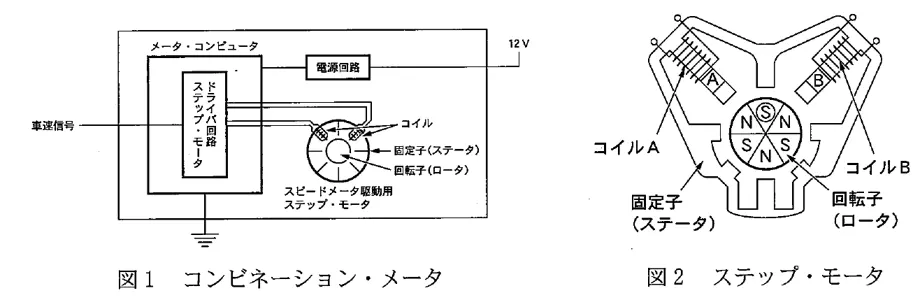 メータ・コンピュータ
ドライバ回路
ステップ・モータ
電源回路
12V
車速信号
コイル
固定子(ステータ)
回転子(ロータ)
スピードメータ駆動用
ステップ・モータ
図1 コンビネーション・メータ
A
B
S
N
N
S
S
N
コイルA
コイルB
固定子
(ステータ)
回転子
(ロータ)
図2 ステップ・モータ